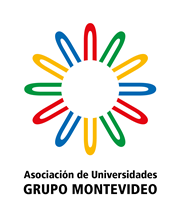 Asociación de Universidades
GRUPO MONTEVIDEO